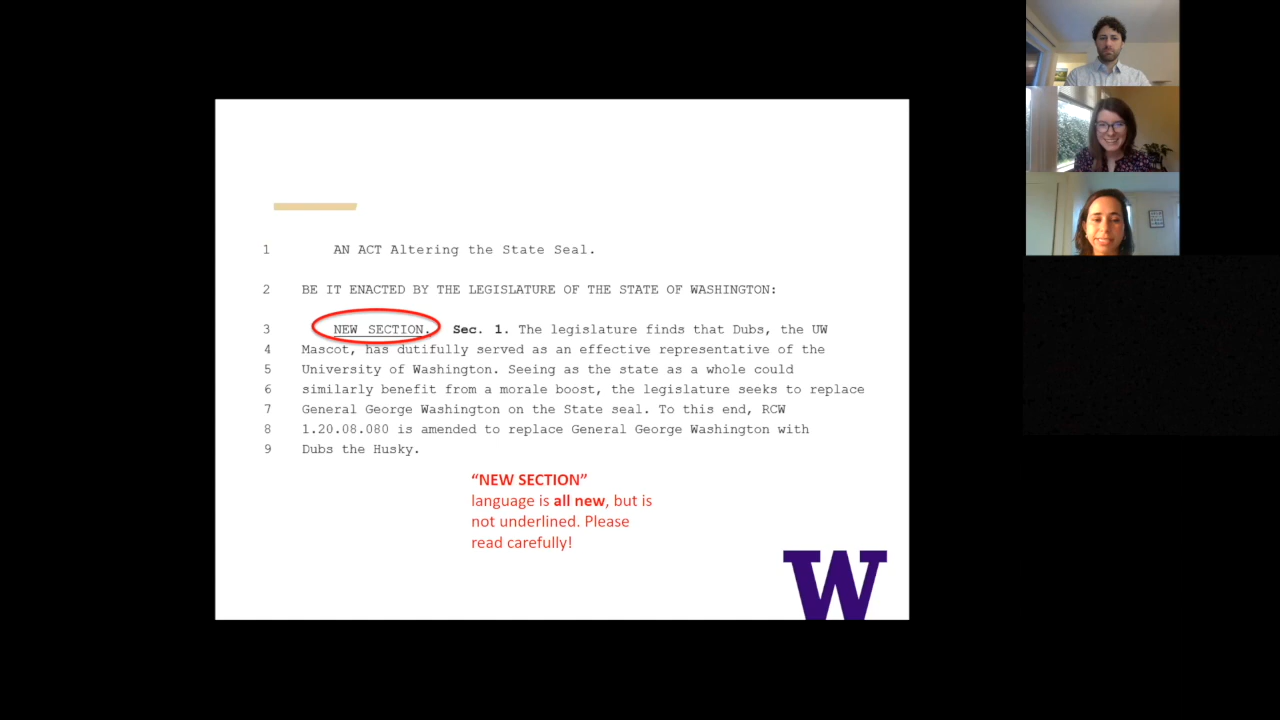 1 AN ACT Altering the State Seal.
2 BE IT ENACTED BY THE LEGISLATURE OF THE STATE OF WASHINGTON:
3 NEW SECTION. Sec. 1. The legislature finds that Dubs, the UW
4 Mascot, has dutifully served as an effective representative of the
5 University of Washington. Seeing as the state as a whole could
6 similarly benefit from a morale boost, the legislature seeks to replace
7 General George Washington on the State seal. To this end, RCW
8 1.20.08.080 is amended to replace General George Washington with
9 Dubs the Husky.
“NEW SECTION”
language is all new, but is
not underlined. Please
read carefully!
W